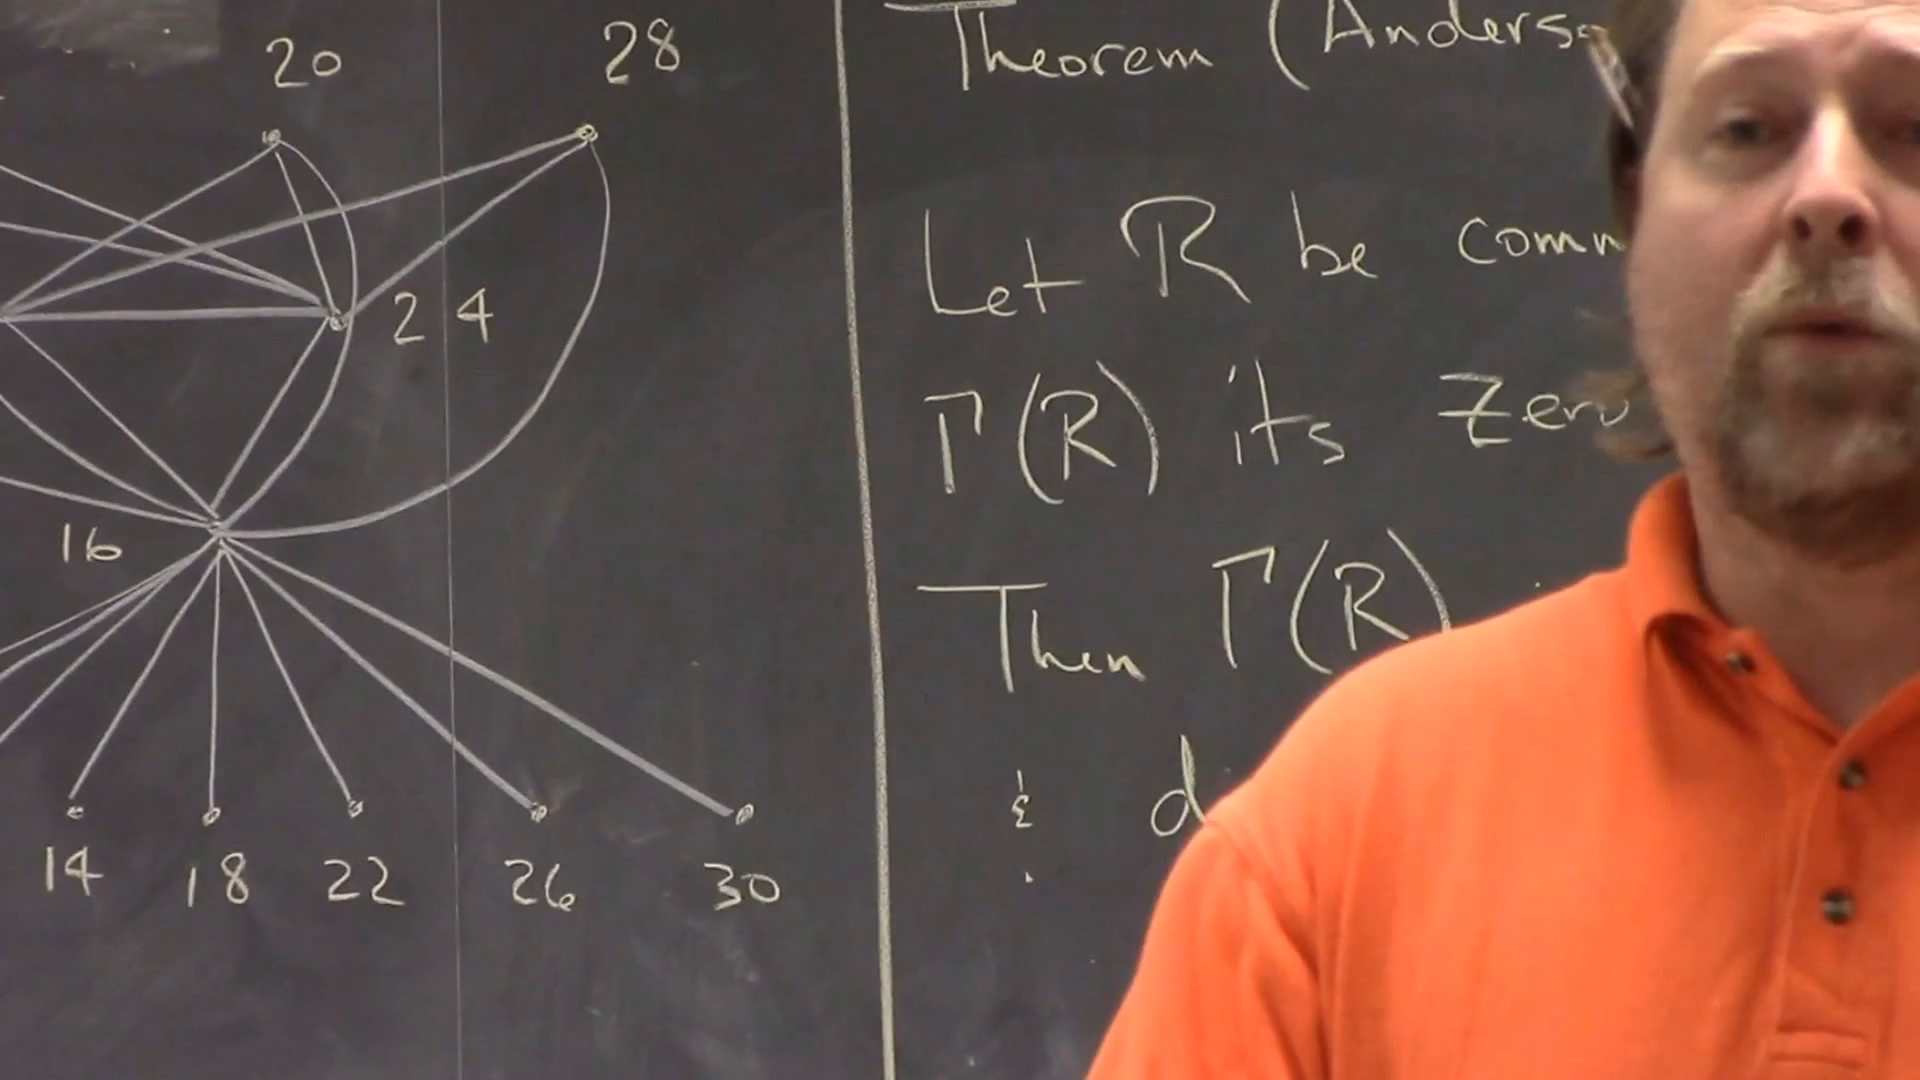 20 28
24
16
14 18 22 26 30
Theorem (Anders
Let R be comm
Γ(R) its Zero
Then Γ(R)
& d